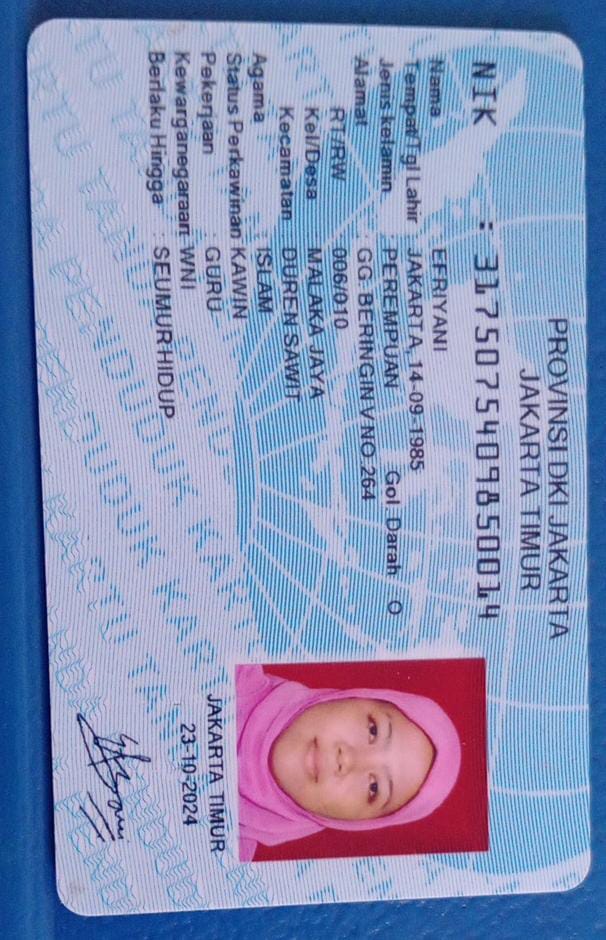 PROVINSI DKI JAKARTA
JAKARTA TIMUR
NIK : 3175075409850014
Nama EFRIYANI
Tempat/Tgl Lahir JAKARTA, 14-09-1985
Jenis kelamin PEREMPUAN Gol. Darah O
Alamat GG. BERINGIN V NO.264
RT/RW 006/010
Kel/Desa MALAKA JAYA
Kecamatan DUREN SAWIT
Agama ISLAM
Status Perkawinan KAWIN
Pekerjaan : GURU
Kewarganegaraan: WNI
Berlaku Hingga : SEUMUR HIDUP
JAKARTA TIMUR
23-10-2024